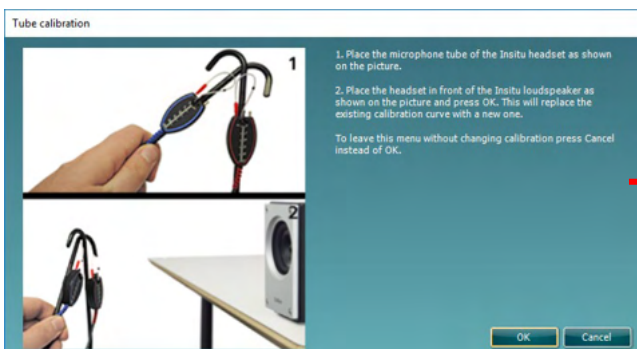 Tube calibration
1
1. Place the microphone tube of the Insitu headset as shown
on the picture.
2. Place the headset in front of the Insitu loudspeaker as
shown on the picture and press OK. This will replace the
existing calibration curve with a new one.
To leave this menu without changing calibration press Cancel
instead of OK.
2
OK
Cancel